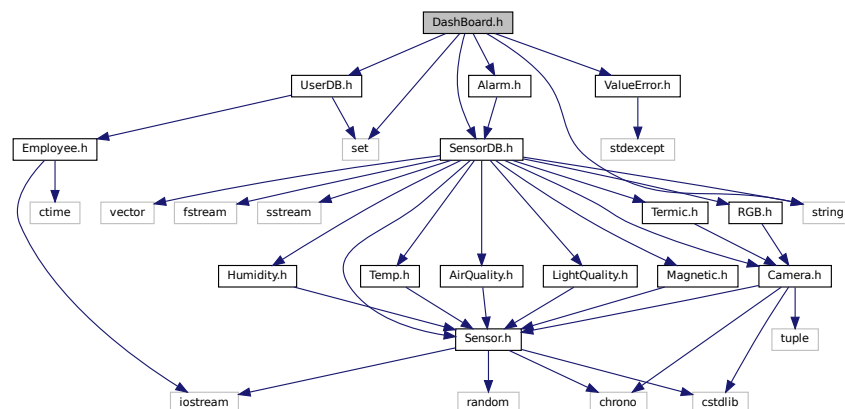 DashBoard.h
UserDB.h
Alarm.h
ValueError.h
Employee.h
set
SensorDB.h
stdexcept
ctime
vector
fstream
sstream
Termic.h
RGB.h
string
Humidity.h
Temp.h
AirQuality.h
LightQuality.h
Magnetic.h
Camera.h
Sensor.h
tuple
iostream
random
chrono
cstdlib